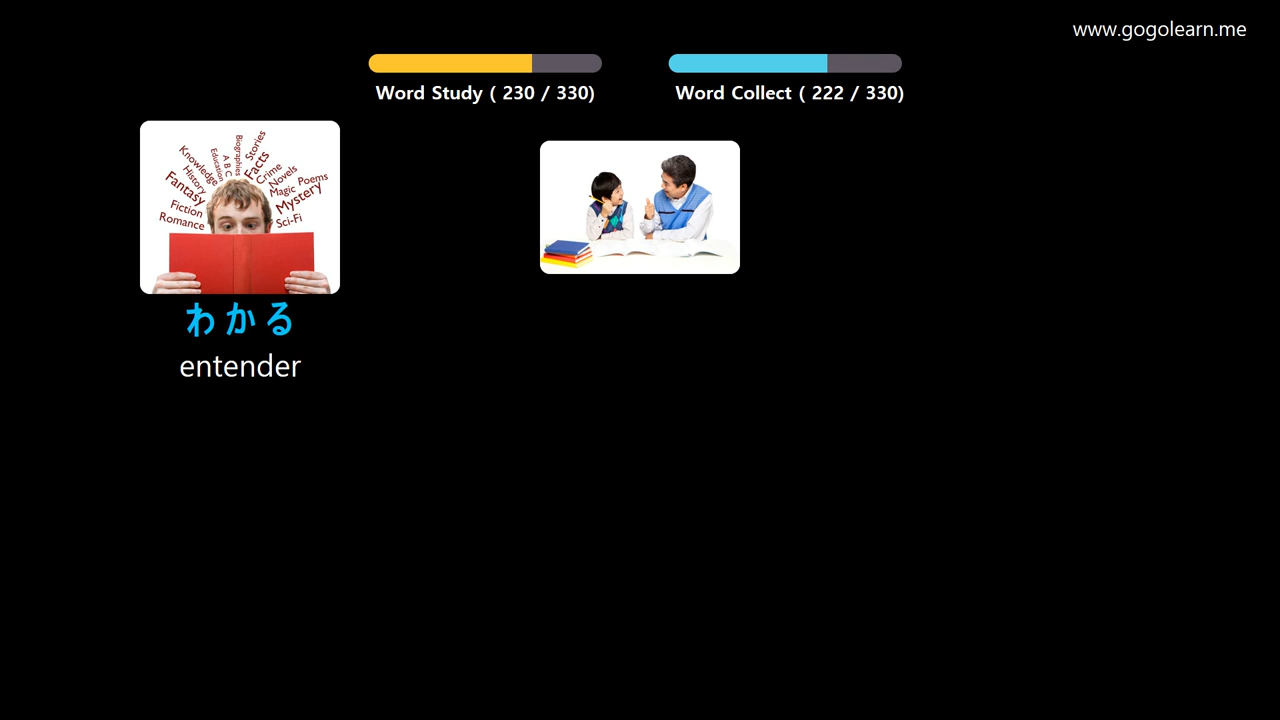 www.gogolearn.me
Word Study ( 230 / 330)
Word Collect ( 222 / 330)
Knowledge
History
Fantasy
Fiction
Romance
Education
A B C
Biographies
Stories
Facts
Crime
Novels
Magic
Poems
Mystery
Sci-Fi
わかる
entender